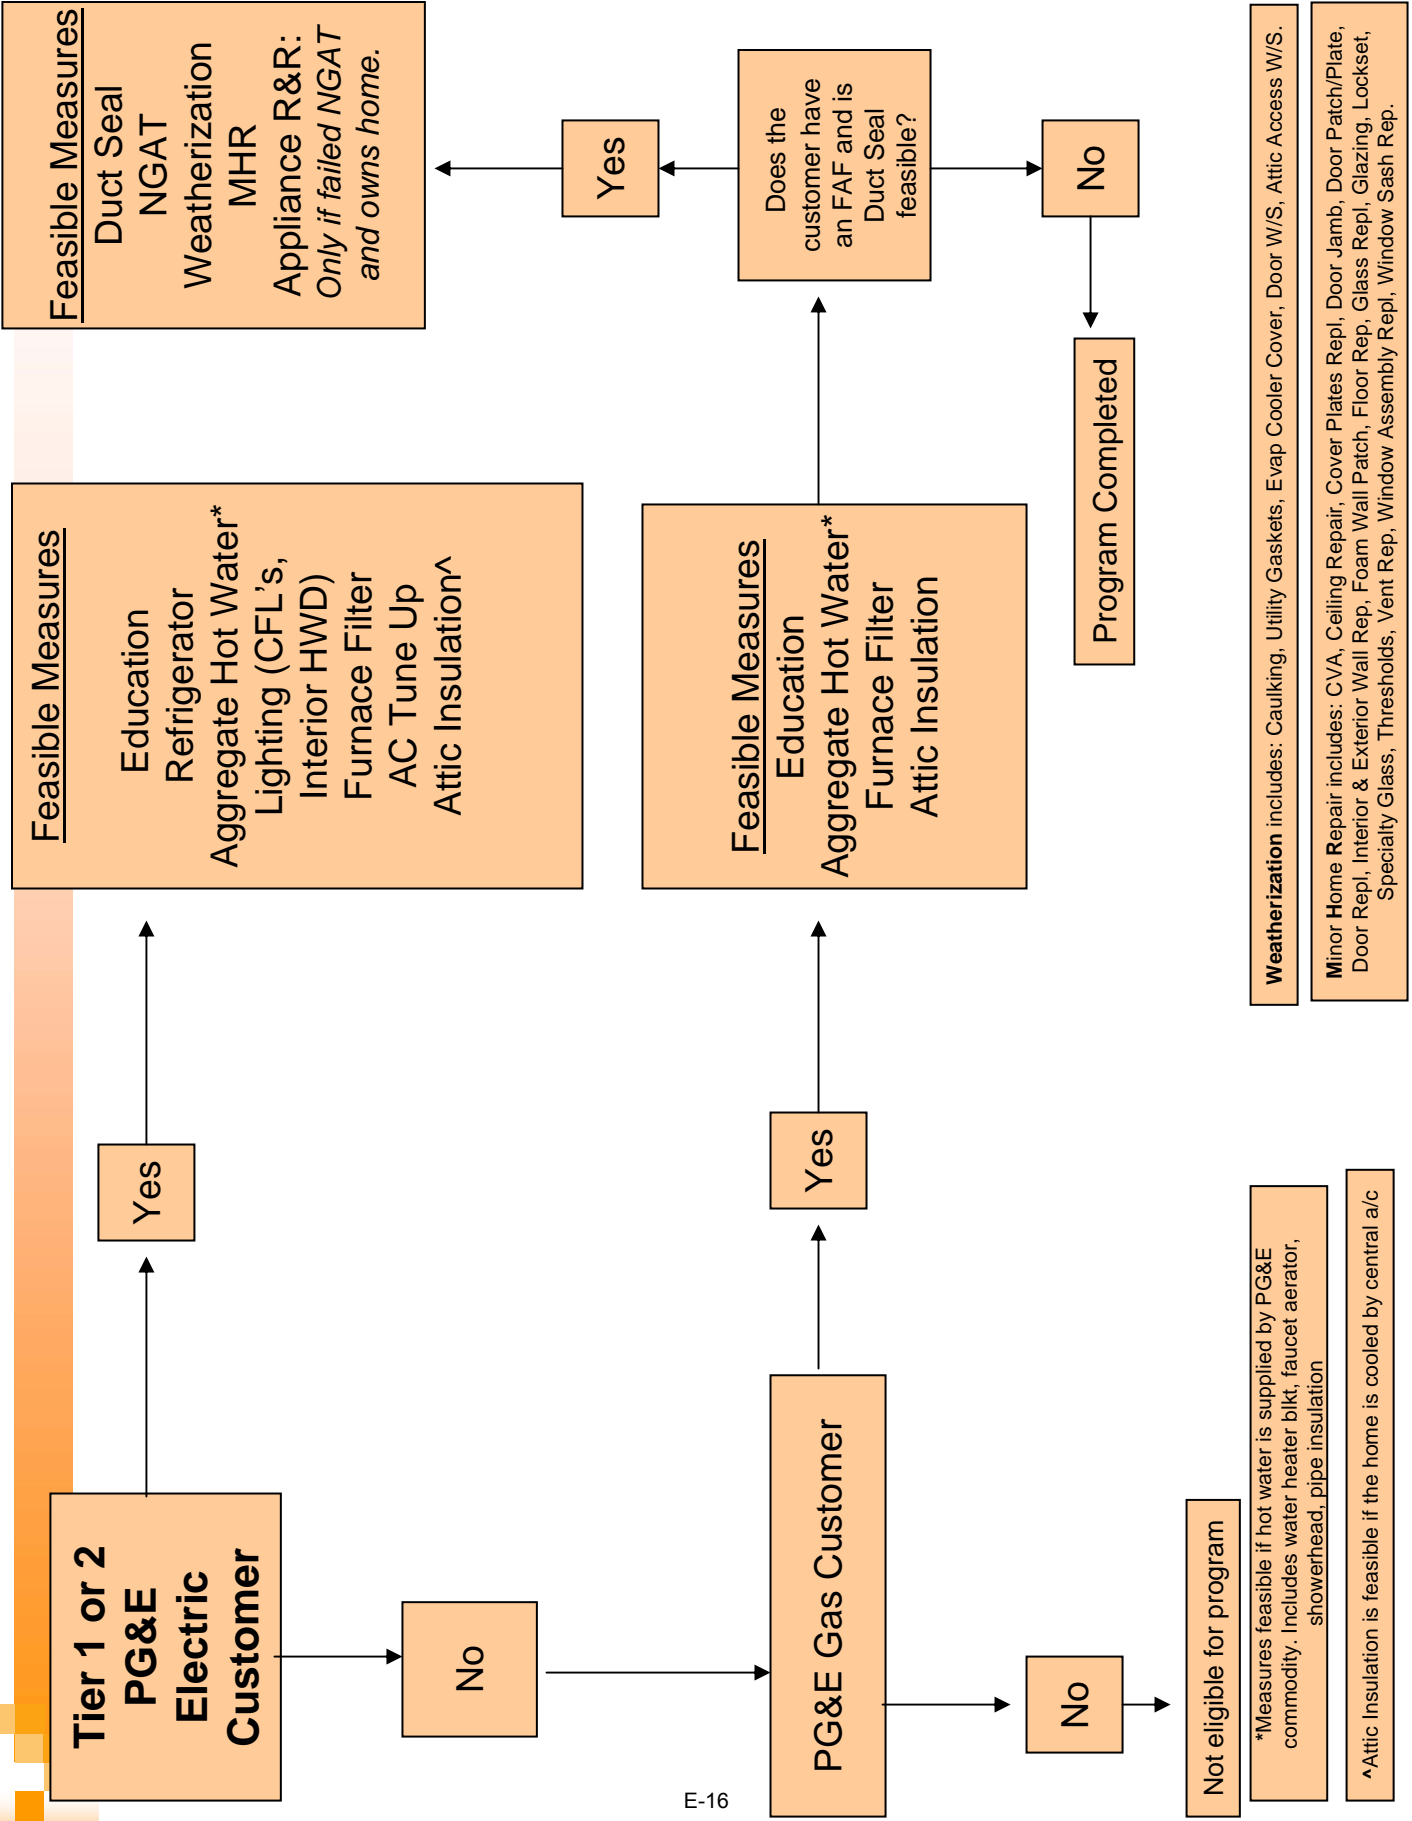 Tier 1 or 2
PG&E
Electric
Customer
Yes
Feasible Measures
Education
Refrigerator
Aggregate Hot Water*
Lighting (CFL's,
Interior HWD)
Furnace Filter
AC Tune Up
Attic Insulation^
Feasible Measures
Duct Seal
NGAT
Weatherization
MHR
Appliance R&R:
Only if failed NGAT
and owns home.
No
Yes
PG&E Gas Customer
Yes
Feasible Measures
Education
Aggregate Hot Water*
Furnace Filter
Attic Insulation
Does the
customer have
an FAF and is
Duct Seal
feasible?
No
No
Program Completed
Not eligible for program
*Measures feasible if hot water is supplied by PG&E
commodity. Includes water heater blkt, faucet aerator,
showerhead, pipe insulation
^Attic Insulation is feasible if the home is cooled by central a/c
Weatherization includes: Caulking, Utility Gaskets, Evap Cooler Cover, Door W/S, Attic Access W/S.
Minor Home Repair includes: CVA, Ceiling Repair, Cover Plates Repl, Door Jamb, Door Patch/Plate,
Door Repl, Interior & Exterior Wall Rep, Foam Wall Patch, Floor Rep, Glass Repl, Glazing, Lockset,
Specialty Glass, Thresholds, Vent Rep, Window Assembly Repl, Window Sash Rep.
E-16